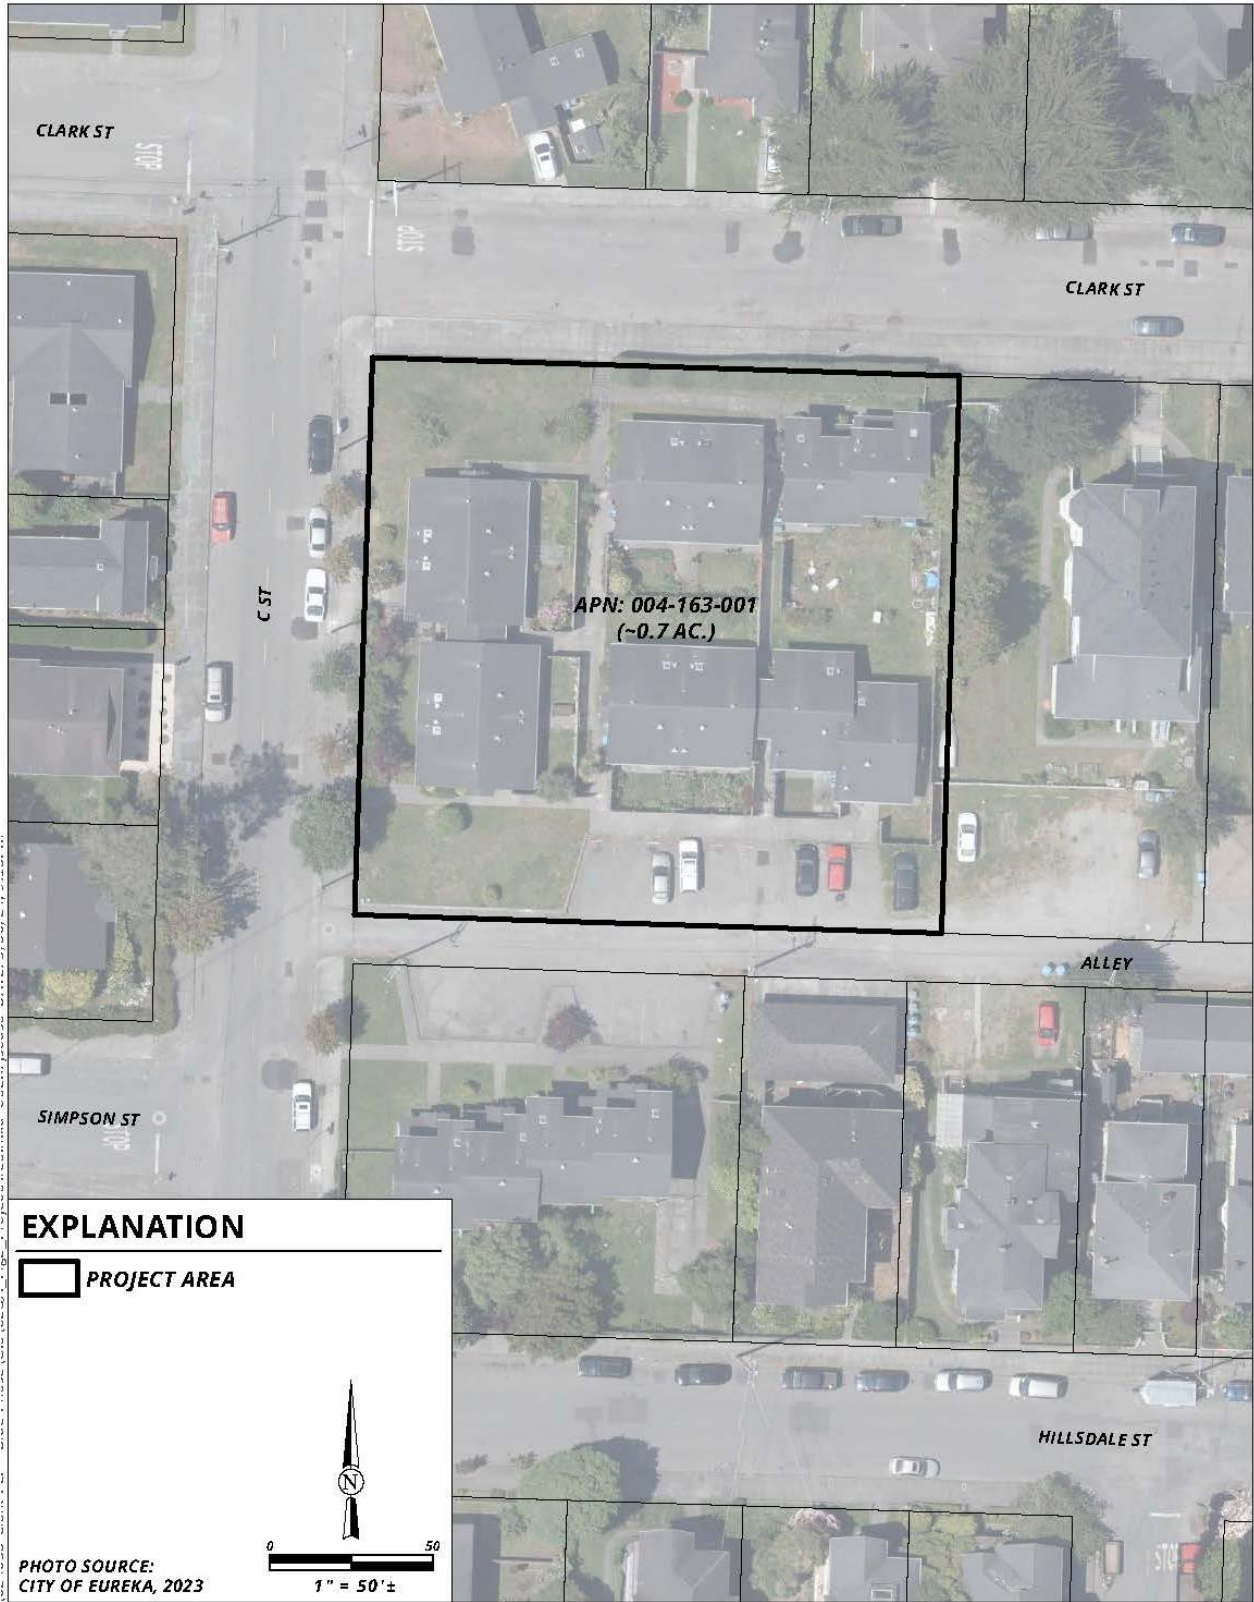 CLARK ST
STOP
STOP
CLARK ST
C ST
APN: 004-163-001
(~0.7 AC.)
ALLEY
SIMPSON ST
STOP
EXPLANATION
PROJECT AREA
HILLSDALE ST
N
STOP
0 50
1" = 50'±
PHOTO SOURCE:
CITY OF EUREKA, 2023